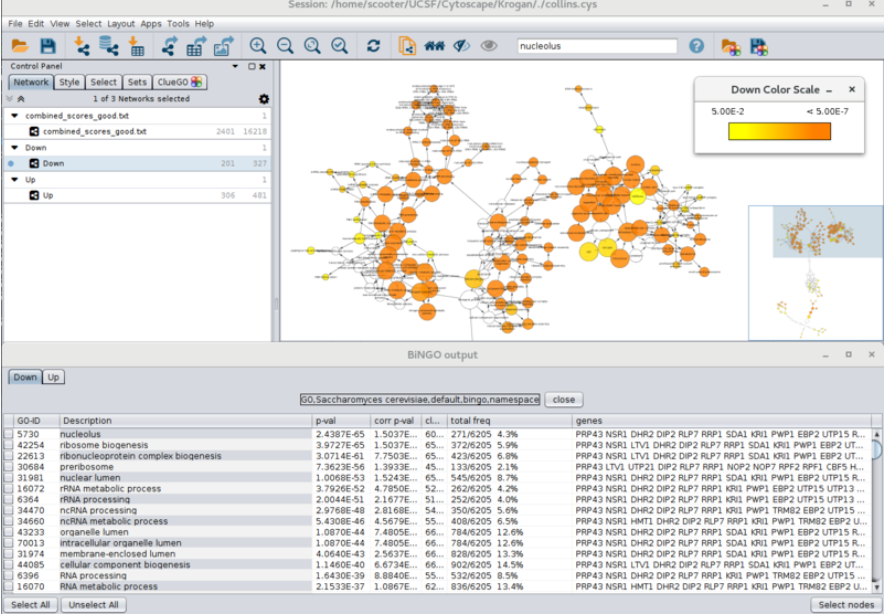 Session: /home/scooter/UCSF/Cytoscape/Krogan/./collins.cys
File Edit View Select Layout Apps Tools Help
nucleolus
Control Panel
Network Style Select Sets ClueGO
1 of 3 Networks selected
combined_scores_good.txt 1
combined_scores_good.txt 2401 16218
Down 1
Down 201 327
Up 1
Up 306 481
Down Color Scale
5.00E-2 < 5.00E-7
BiNGO output
Down Up
GO,Saccharomyces cerevisiae,default,bingo,namespace close
GO-ID Description p-val corr p-val cl... total freq genes
5730 nucleolus 2.4387E-65 1.5037E... 60... 271/6205 4.3% PRP43 NSR1 DHR2 DIP2 RLP7 RRP1 SDA1 KRI1 PWP1 EBP2 UTP15 R...
42254 ribosome biogenesis 3.9727E-65 1.5037E... 65... 372/6205 5.9% PRP43 NSR1 LTV1 DHR2 DIP2 RLP7 RRP1 SDA1 KRI1 PWP1 EBP2 UT...
22613 ribonucleoprotein complex biogenesis 3.0714E-61 7.7503E... 65... 423/6205 6.8% PRP43 NSR1 LTV1 DHR2 DIP2 RLP7 RRP1 SDA1 KRI1 PWP1 EBP2 UT...
30684 preribosome 7.3623E-56 1.3933E... 45... 133/6205 2.1% PRP43 LTV1 UTP21 DIP2 RLP7 RRP1 NOP2 NOP7 RPF2 RPF1 CBF5 H...
31981 nuclear lumen 1.0068E-53 1.5243E... 65... 545/6205 8.7% PRP43 NSR1 DHR2 DIP2 RLP7 RRP1 SDA1 KRI1 PWP1 EBP2 UTP15 R...
16072 rRNA metabolic process 3.7926E-52 4.7850E... 52... 262/6205 4.2% PRP43 NSR1 DHR2 DIP2 RLP7 RRP1 KRI1 PWP1 EBP2 UTP15 UTP13 ...
6364 rRNA processing 2.0044E-51 2.1677E... 51... 252/6205 4.0% PRP43 NSR1 DHR2 DIP2 RLP7 RRP1 KRI1 PWP1 EBP2 UTP15 UTP13 ...
34470 ncRNA processing 2.9768E-48 2.8168E... 54... 350/6205 5.6% PRP43 NSR1 DHR2 DIP2 RLP7 RRP1 KRI1 PWP1 TRM82 EBP2 UTP15 ...
34660 ncRNA metabolic process 5.4308E-46 4.5679E... 55... 408/6205 6.5% PRP43 NSR1 HMT1 DHR2 DIP2 RLP7 RRP1 KRI1 PWP1 TRM82 EBP2 U...
43233 organelle lumen 1.0870E-44 7.4805E... 66... 784/6205 12.6% PRP43 NSR1 DHR2 DIP2 RLP7 RRP1 SDA1 KRI1 PWP1 EBP2 UTP15 R...
70013 intracellular organelle lumen 1.0870E-44 7.4805E... 66... 784/6205 12.6% PRP43 NSR1 DHR2 DIP2 RLP7 RRP1 SDA1 KRI1 PWP1 EBP2 UTP15 R...
31974 membrane-enclosed lumen 4.0640E-43 2.5637E... 66... 828/6205 13.3% PRP43 NSR1 DHR2 DIP2 RLP7 RRP1 SDA1 KRI1 PWP1 EBP2 UTP15 R...
44085 cellular component biogenesis 1.1460E-40 6.6734E... 66... 902/6205 14.5% PRP43 NSR1 LTV1 DHR2 DIP2 RLP7 RRP1 SDA1 KRI1 PWP1 EBP2 UT...
6396 RNA processing 1.6430E-39 8.8840E... 55... 532/6205 8.5% PRP43 NSR1 DHR2 DIP2 RLP7 RRP1 KRI1 PWP1 TRM82 EBP2 UTP15 ...
16070 RNA metabolic process 2.1533E-37 1.0867E... 62... 836/6205 13.4% PRP43 NSR1 HMT1 DHR2 DIP2 RLP7 RRP1 KRI1 PWP1 TRM82 EBP2 U...
Select All Unselect All Select nodes